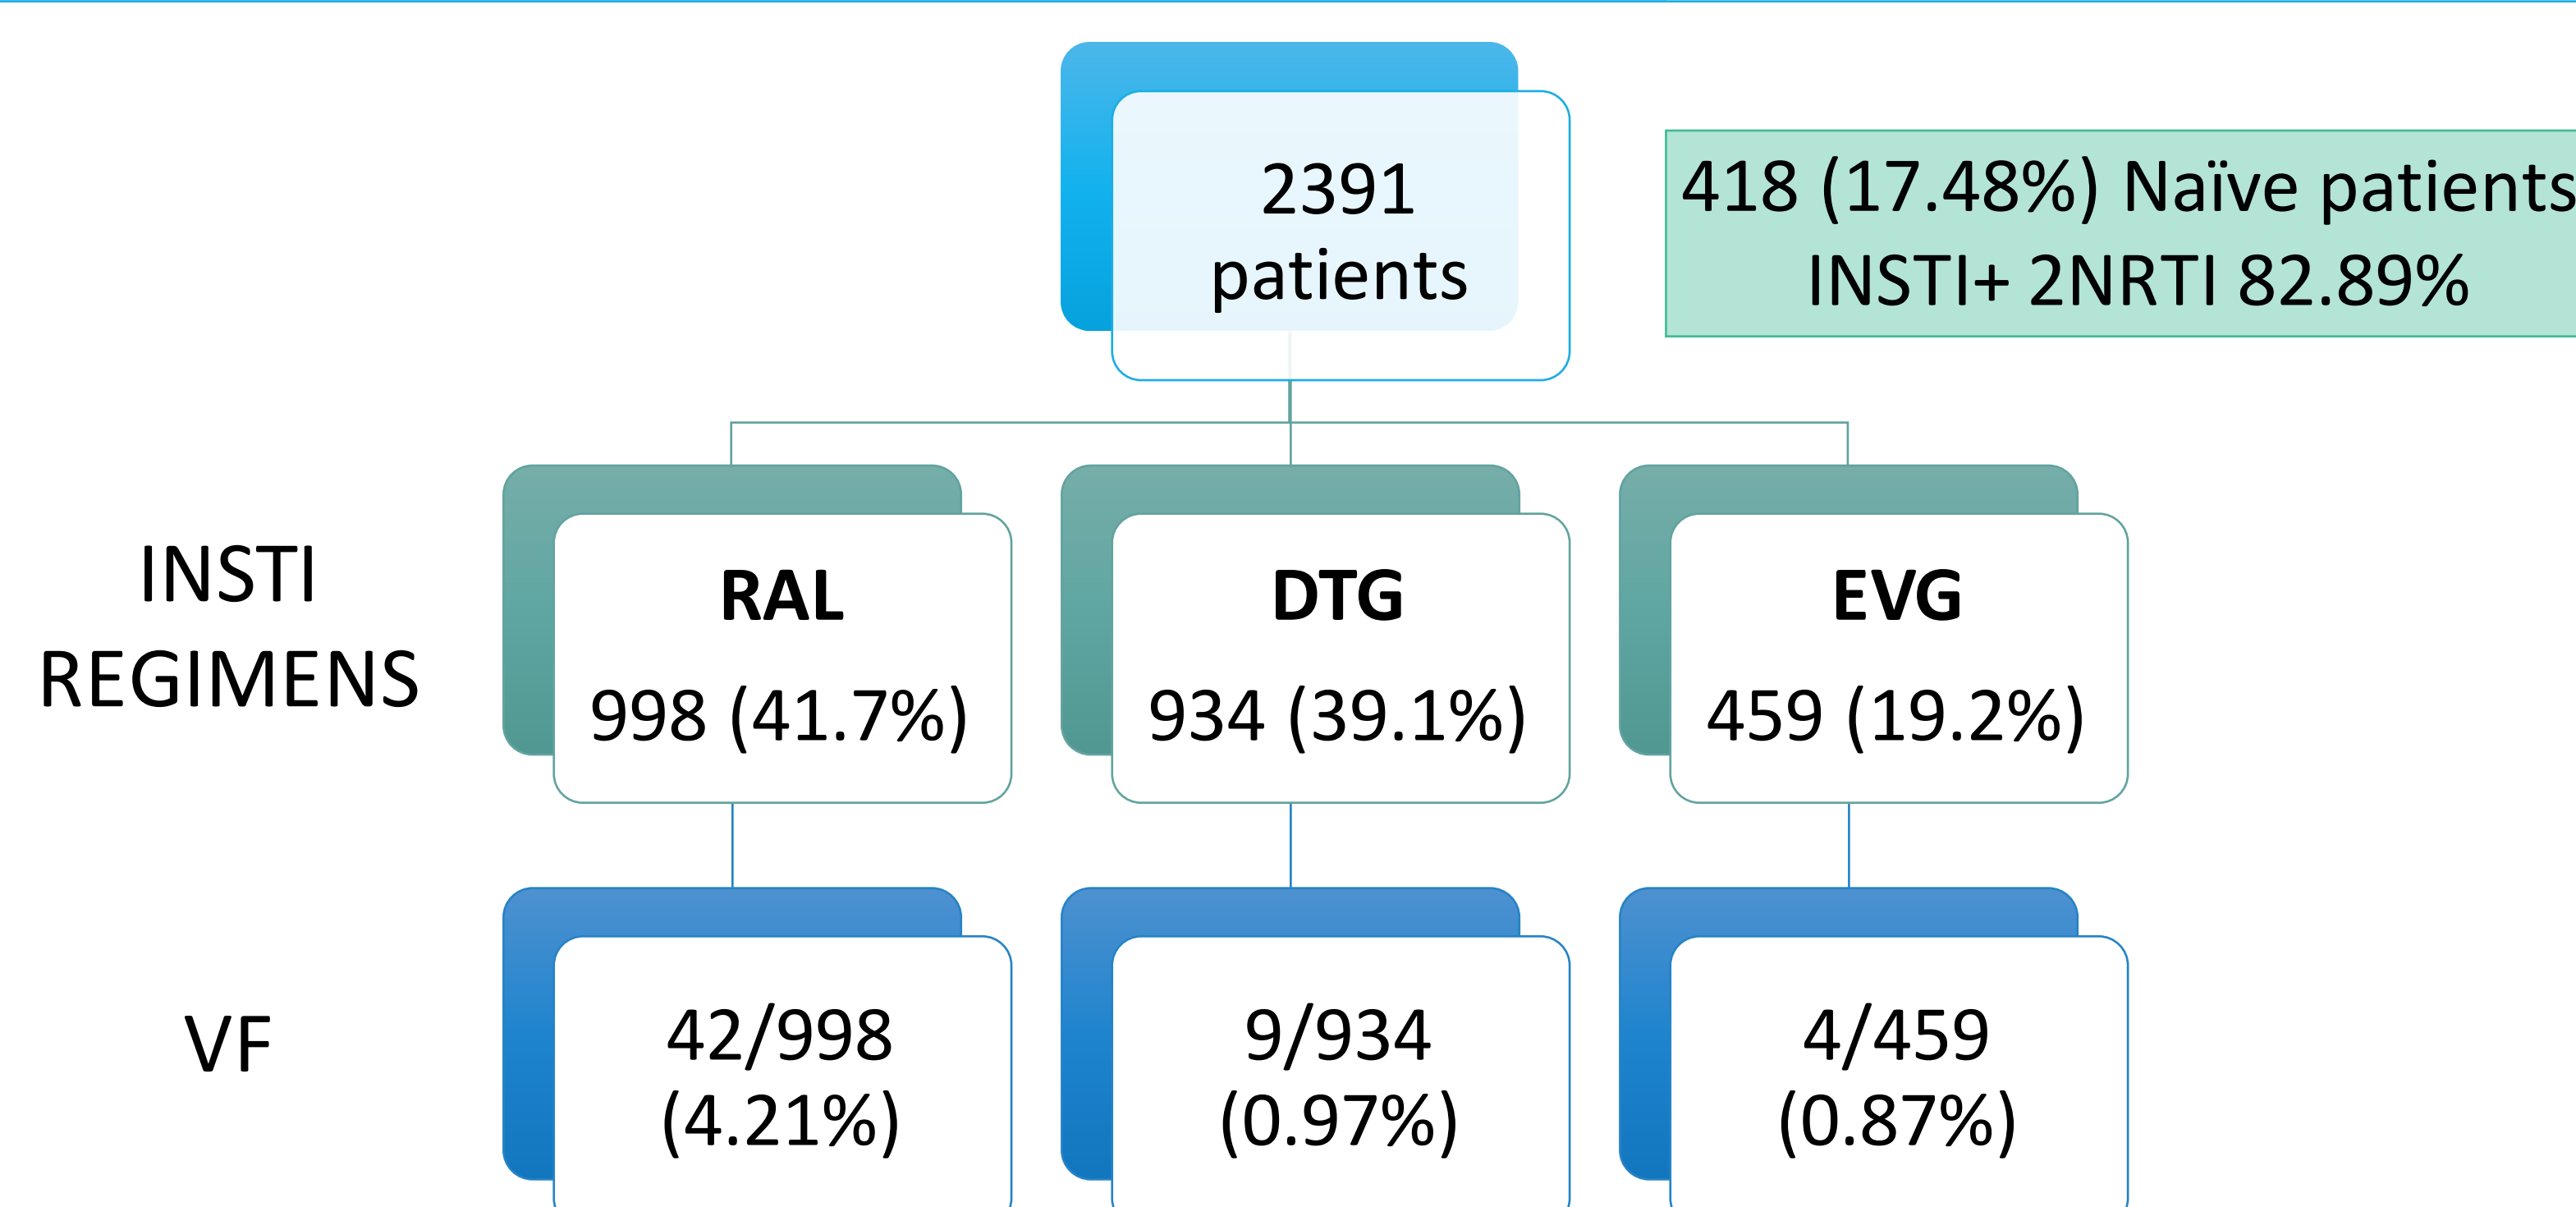 2391
patients
418 (17.48%) Naïve patients
INSTI+ 2NRTI 82.89%
INSTI
REGIMENS
RAL
998 (41.7%)
DTG
934 (39.1%)
EVG
459 (19.2%)
VF
42/998
(4.21%)
9/934
(0.97%)
4/459
(0.87%)